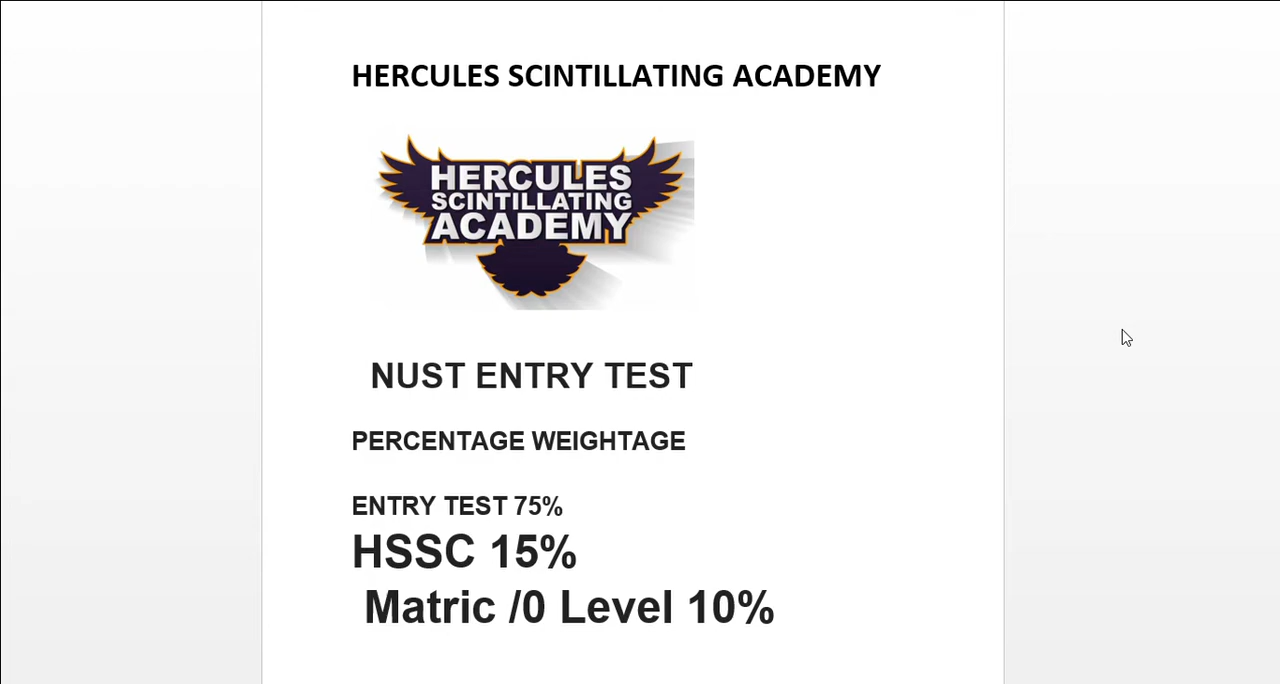 HERCULES SCINTILLATING ACADEMY
HERCULES
SCINTILLATING
ACADEMY
NUST ENTRY TEST
PERCENTAGE WEIGHTAGE
ENTRY TEST 75%
HSSC 15%
Matric /0 Level 10%